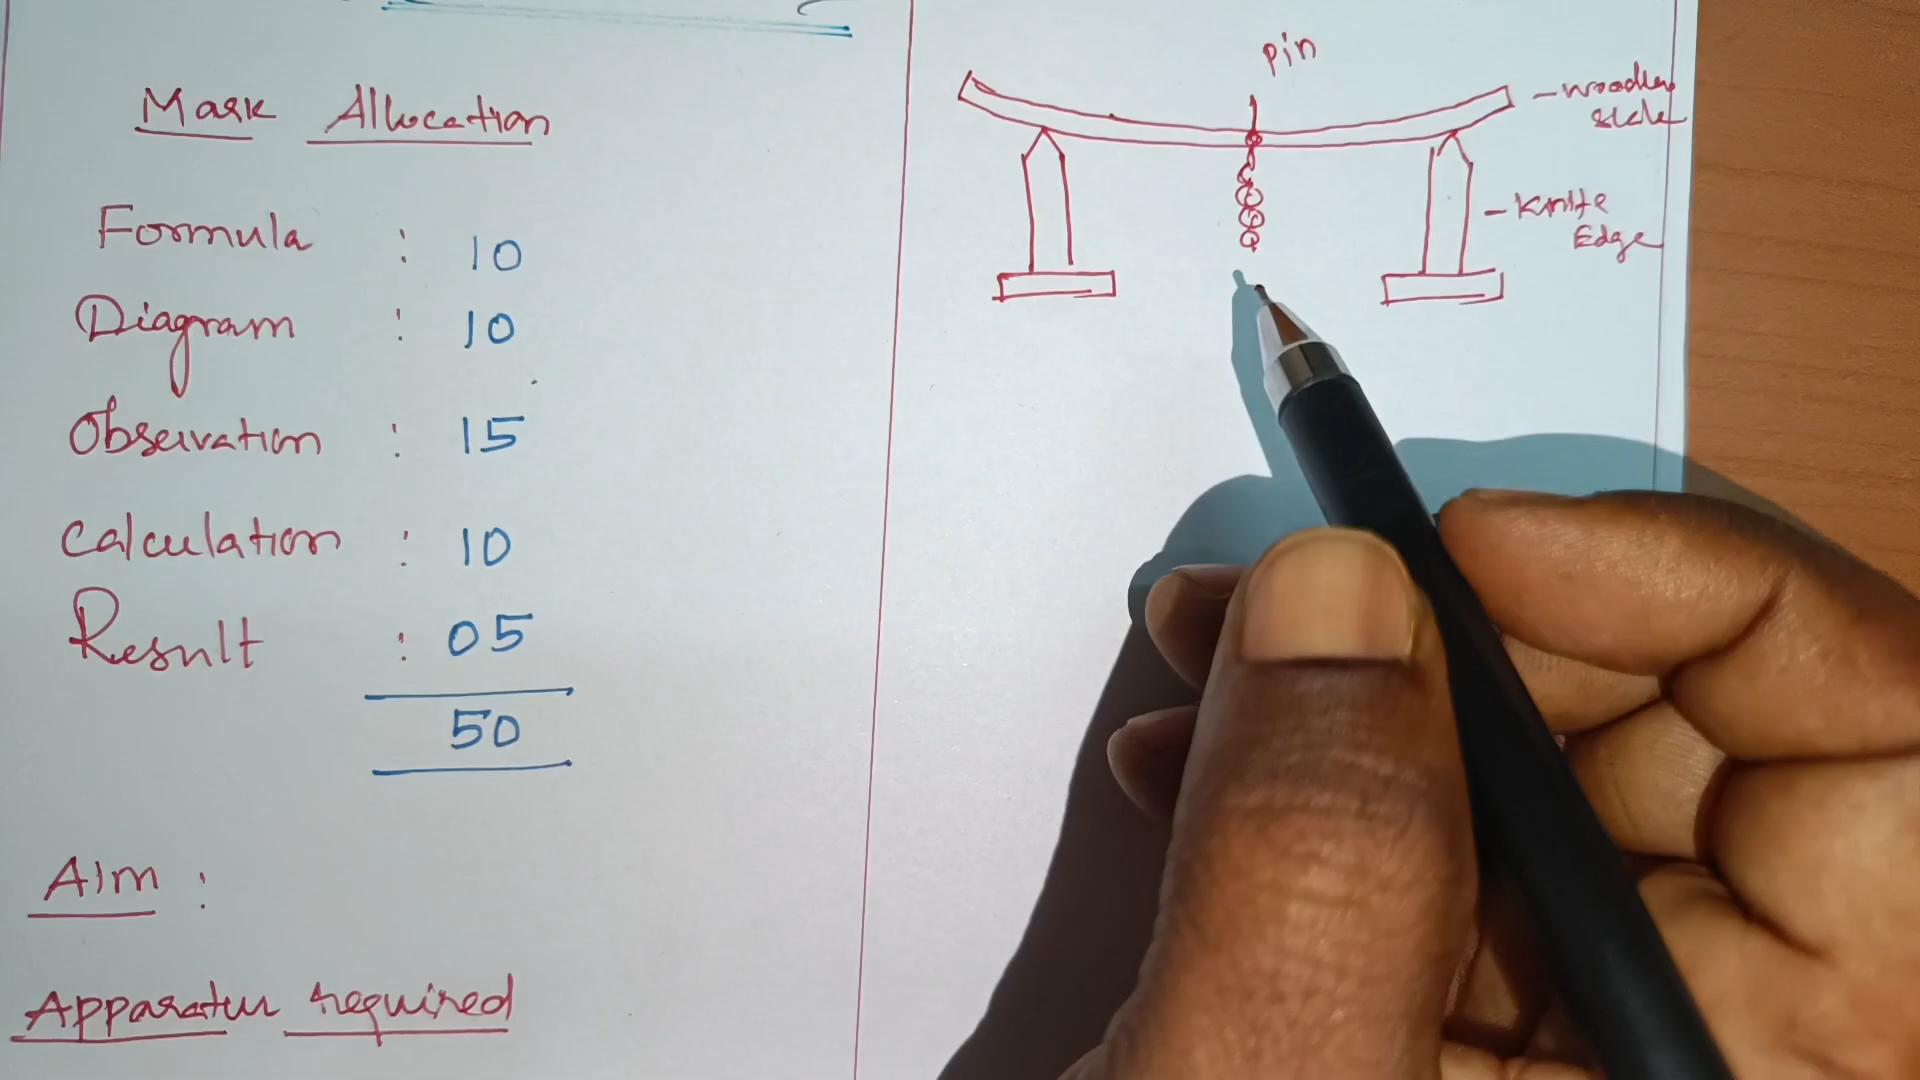 Mark Allocation
Formula : 10
Diagram : 10
Observation : 15
Calculation : 10
Result : 05
50
Aim :
Apparatus required
pin
- Wooden
Scale
- Knife
Edge